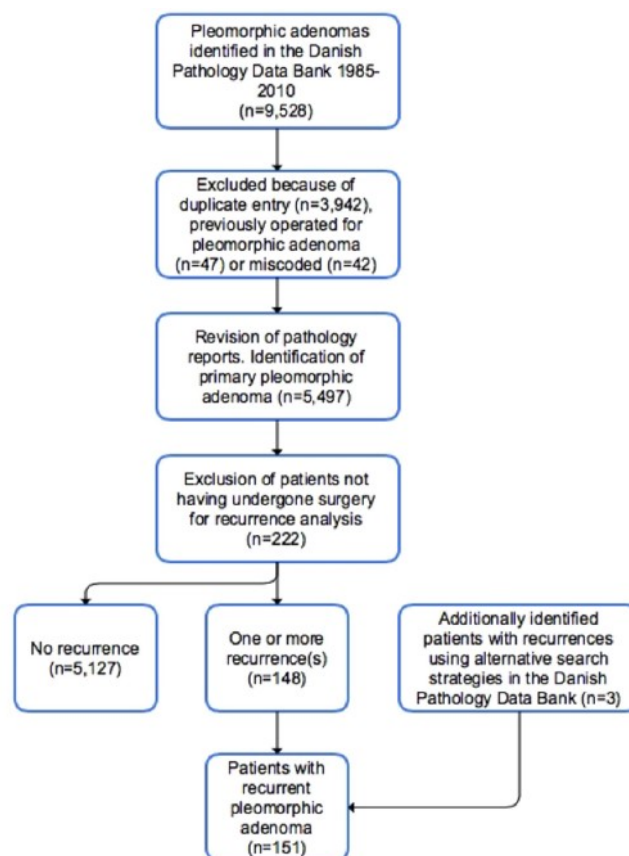 Pleomorphic adenomas
identified in the Danish
Pathology Data Bank 1985-
2010
(n=9,528)
Excluded because of
duplicate entry (n=3,942),
previously operated for
pleomorphic adenoma
(n=47) or miscoded (n=42)
Revision of pathology
reports. Identification of
primary pleomorphic
adenoma (n=5,497)
Exclusion of patients not
having undergone surgery
for recurrence analysis
(n=222)
No recurrence
(n=5,127)
One or more
recurrence(s)
(n=148)
Additionally identified
patients with recurrences
using alternative search
strategies in the Danish
Pathology Data Bank (n=3)
Patients with
recurrent
pleomorphic
adenoma
(n=151)